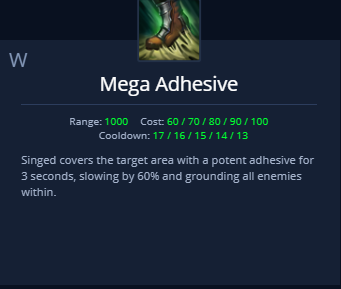 W
Mega Adhesive
Range: 1000 Cost: 60 / 70 / 80 / 90 / 100
Cooldown: 17 / 16 / 15 / 14 / 13
Singed covers the target area with a potent adhesive for
3 seconds, slowing by 60% and grounding all enemies
within.